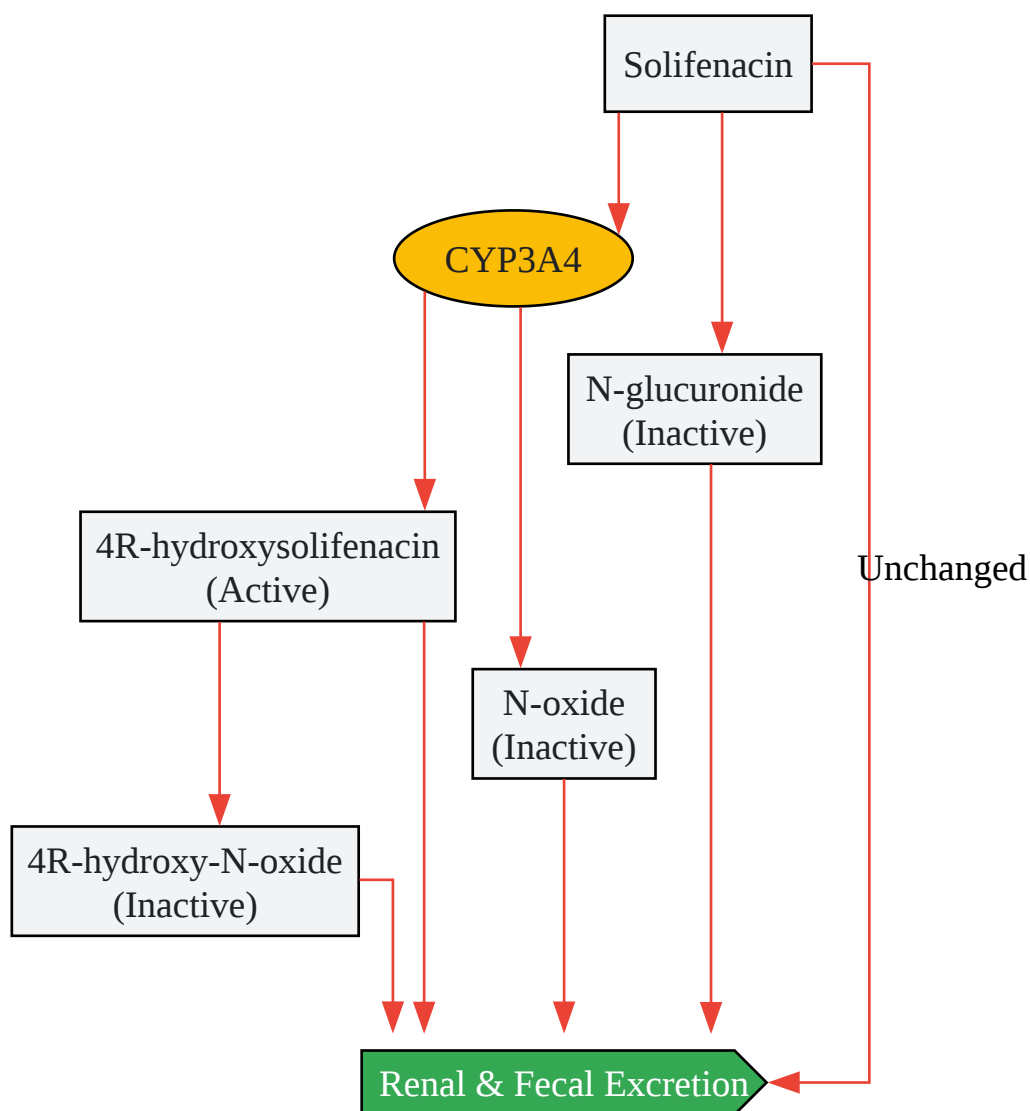 Solifenacin
CYP3A4
N-glucuronide
(Inactive)
4R-hydroxysolifenacin
(Active)
Unchanged
N-oxide
(Inactive)
4R-hydroxy-N-oxide
(Inactive)
Renal & Fecal Excretion